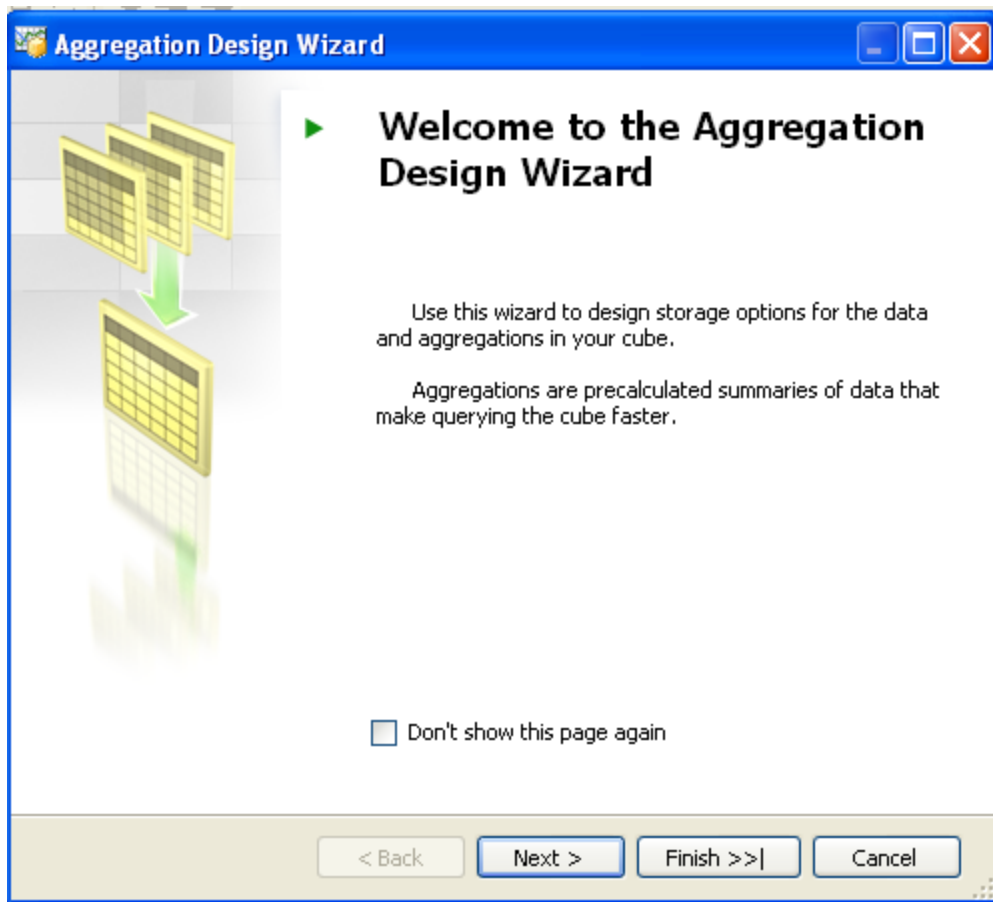 Aggregation Design Wizard
Welcome to the Aggregation
Design Wizard
Use this wizard to design storage options for the data
and aggregations in your cube.
Aggregations are precalculated summaries of data that
make querying the cube faster.
Don't show this page again
< Back
Next >
Finish >>|
Cancel